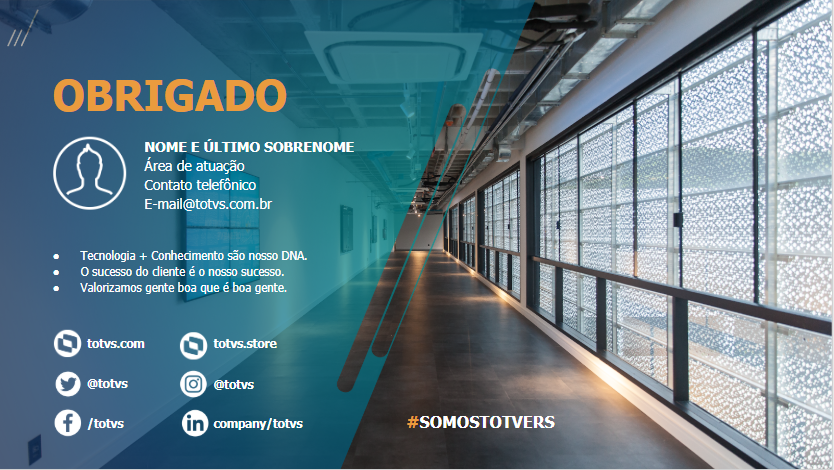 OBRIGADO
NOME E ÚLTIMO SOBRENOME
Área de atuação
Contato telefônico
E-mail@totvs.com.br
• Tecnologia + Conhecimento são nosso DNA.
• O sucesso do cliente é o nosso sucesso.
• Valorizamos gente boa que é boa gente.
totvs.com
totvs.store
@totvs
@totvs
/totvs
company/totvs
#SOMOSTOTVERS